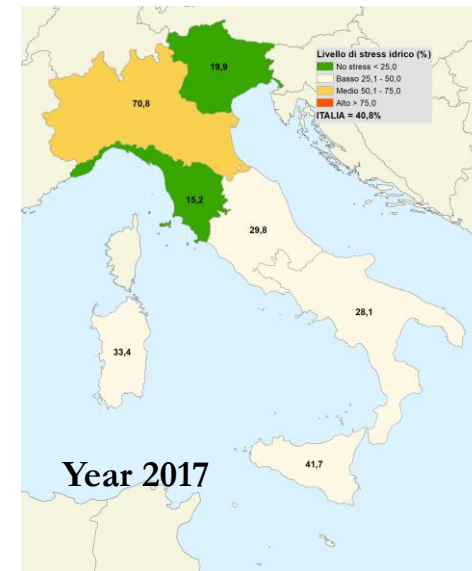 Livello di stress idrico (%)
No stress < 25,0
Basso 25,1 - 50,0
Medio 50,1 - 75,0
Alto > 75,0
ITALIA = 40,8%
19,9
70,8
15,2
29,8
28,1
33,4
41,7
Year 2017